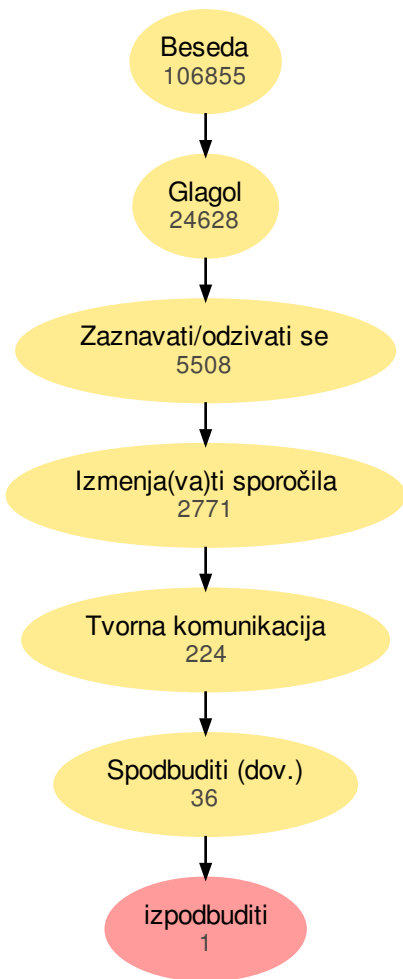 Beseda
106855
Glagol
24628
Zaznavati/odzivati se
5508
Izmenja(va)ti sporočila
2771
Tvorna komunikacija
224
Spodbuditi (dov.)
36
izpodbuditi
1